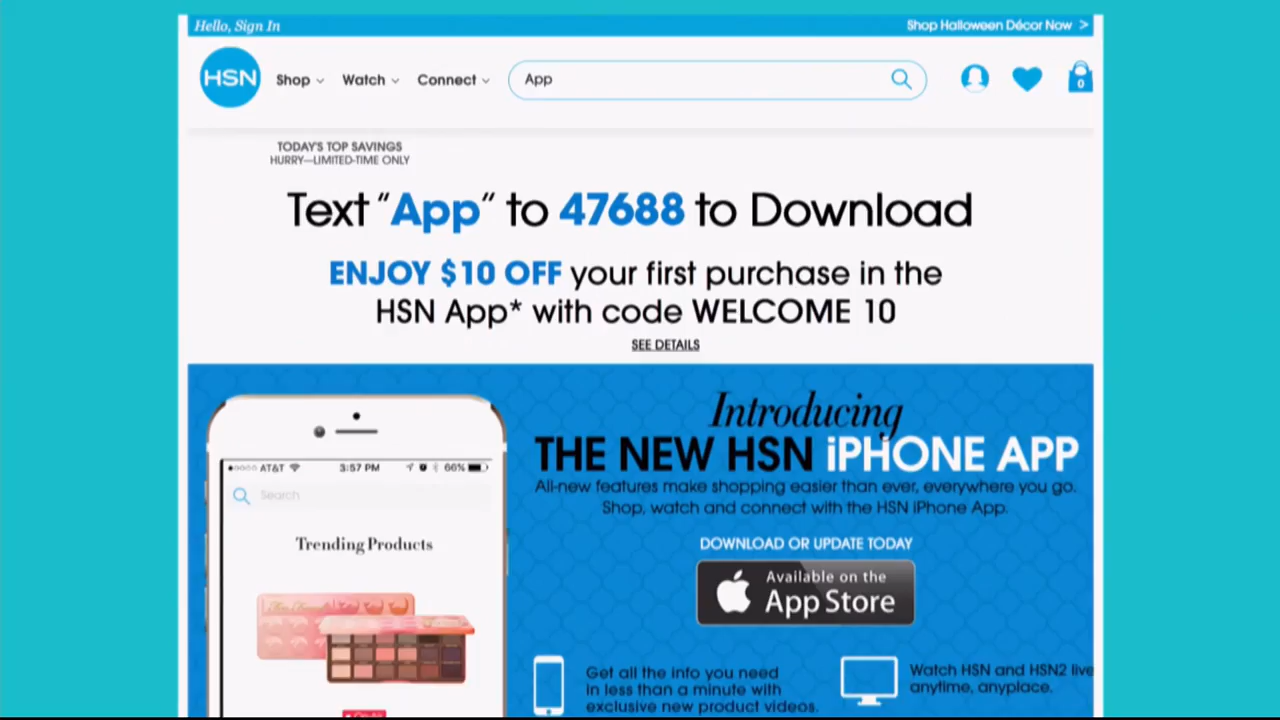 Hello, Sign In
Shop Halloween Décor Now >
HSN
Shop
Watch
Connect
App
0
TODAY'S TOP SAVINGS
HURRY—LIMITED-TIME ONLY
Text “App“ to 47688 to Download
ENJOY $10 OFF your first purchase in the
HSN App* with code WELCOME 10
SEE DETAILS
Introducing
THE NEW HSN iPHONE APP
All-new features make shopping easier than ever, everywhere you go.
Shop, watch and connect with the HSN iPhone App.
DOWNLOAD OR UPDATE TODAY
Available on the
App Store
AT&T
3:57 PM
66%
Search
Trending Products
Get all the info you need
in less than a minute with
exclusive new product videos.
Watch HSN and HSN2 live
anytime, anyplace.